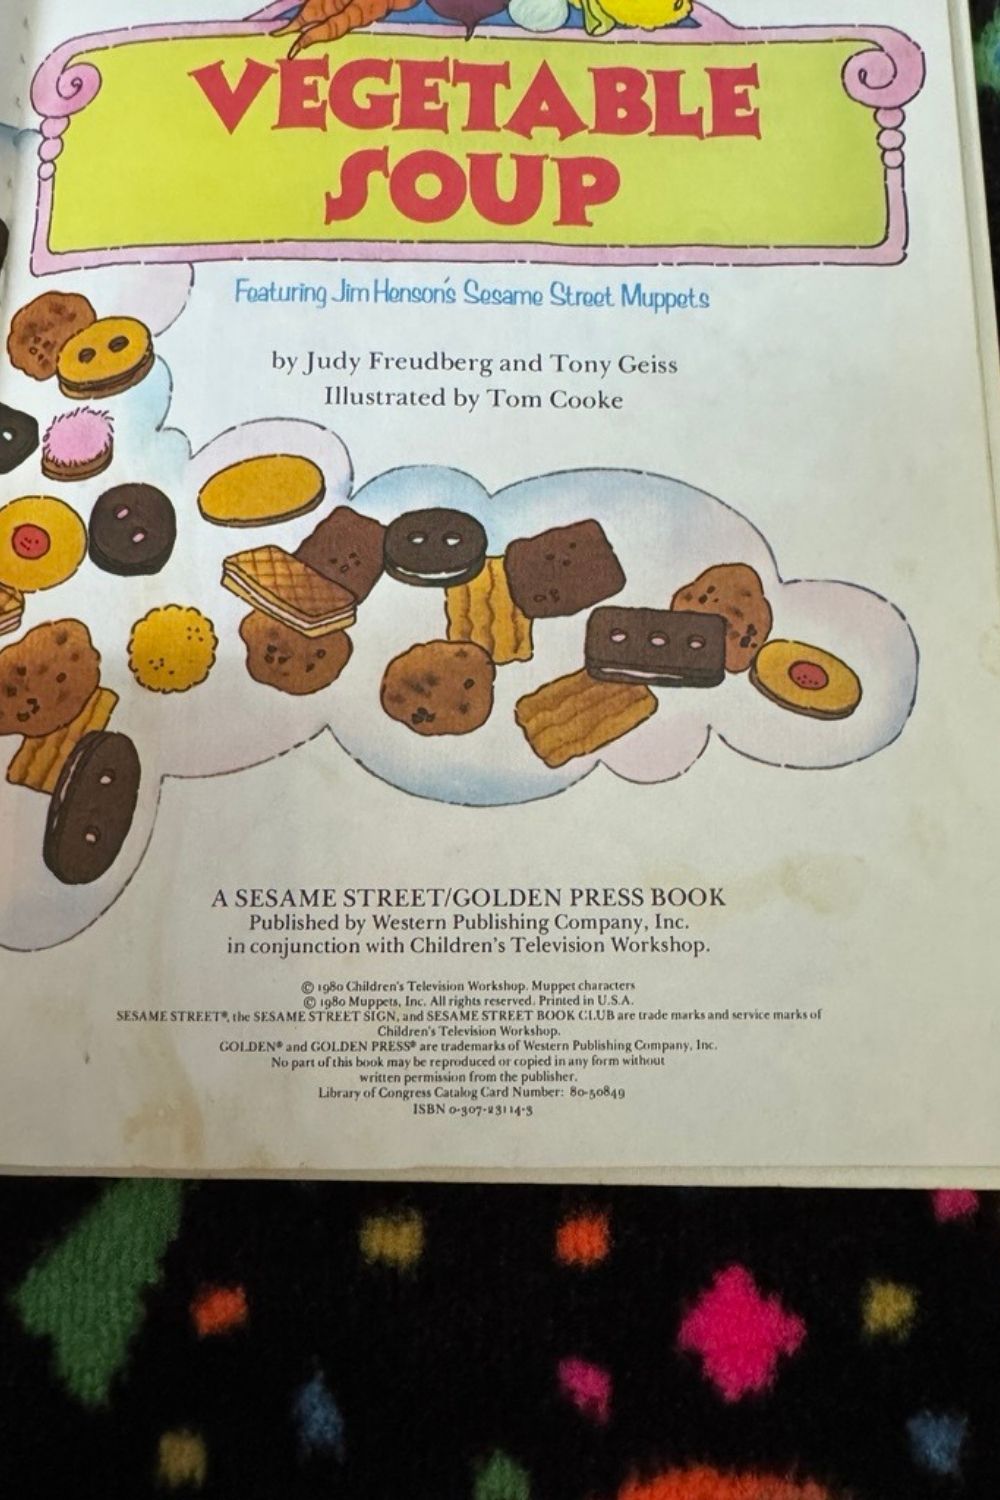 VEGETABLE
SOUP
Featuring Jim Henson's Sesame Street Muppets
by Judy Freudberg and Tony Geiss
Illustrated by Tom Cooke
A SESAME STREET/GOLDEN PRESS BOOK
Published by Western Publishing Company, Inc.
in conjunction with Children's Television Workshop.
© 1980 Children's Television Workshop. Muppet characters
© 1980 Muppets, Inc. All rights reserved. Printed in U.S.A.
SESAME STREET®, the SESAME STREET SIGN, and SESAME STREET BOOK CLUB are trade marks and service marks of
Children's Television Workshop.
GOLDEN® and GOLDEN PRESS® are trademarks of Western Publishing Company, Inc.
No part of this book may be reproduced or copied in any form without
written permission from the publisher.
Library of Congress Catalog Card Number: 80-50849
ISBN 0-307-23114-3